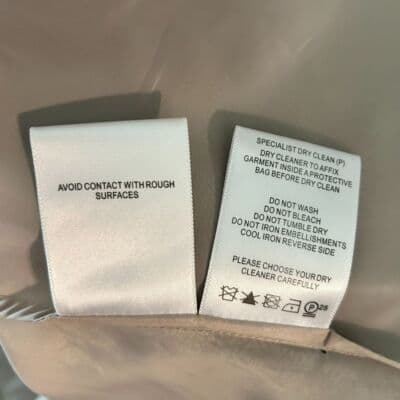 AVOID CONTACT WITH ROUGH
SURFACES
SPECIALIST DRY CLEAN (P)
DRY CLEANER TO AFFIX
GARMENT INSIDE A PROTECTIVE
BAG BEFORE DRY CLEAN
DO NOT WASH
DO NOT BLEACH
DO NOT TUMBLE DRY
DO NOT IRON EMBELLISHMENTS
COOL IRON REVERSE SIDE
PLEASE CHOOSE YOUR DRY
CLEANER CAREFULLY
P 26